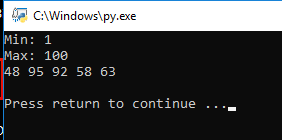 C:\Windows\py.exe
Min: 1
Max: 100
48 95 92 58 63
Press return to continue ...